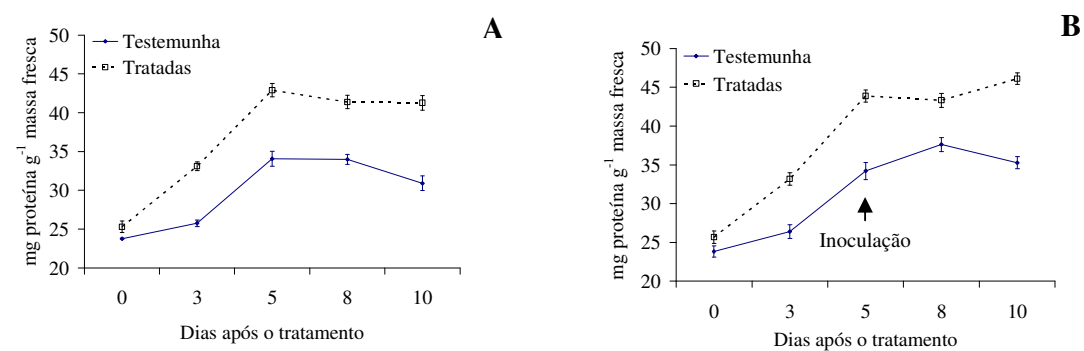 A
mg proteína g-1 massa fresca
50
45
40
35
30
25
20
Testemunha
Tratadas
0 3 5 8 10
Dias após o tratamento
B
mg proteína g-1 massa fresca
50
45
40
35
30
25
20
Testemunha
Tratadas
Inoculação
0 3 5 8 10
Dias após o tratamento